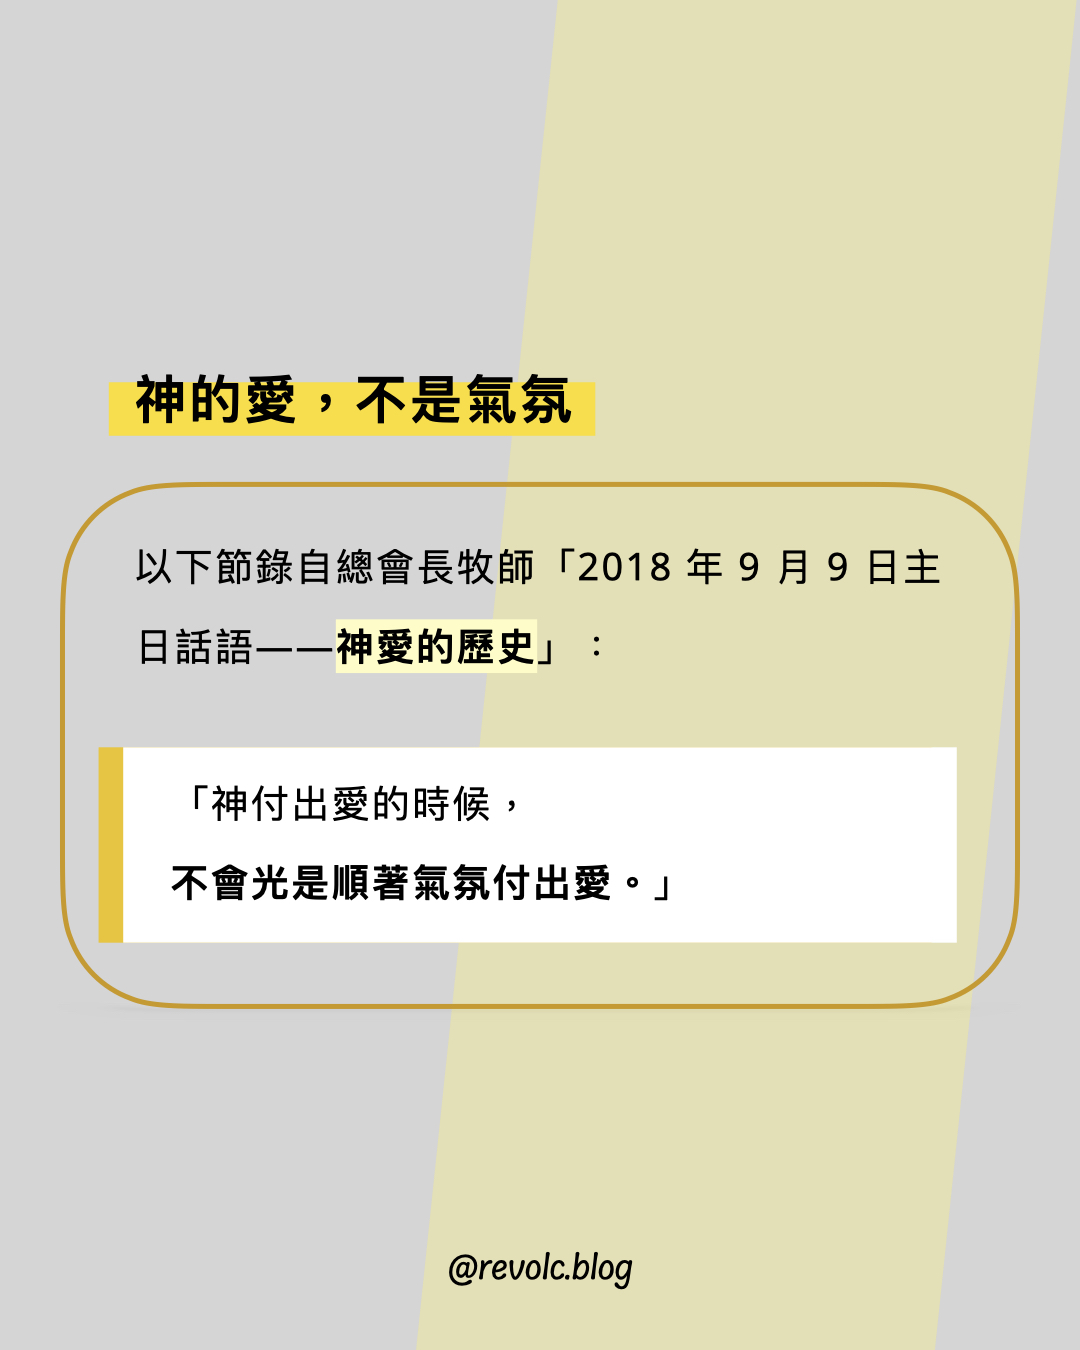 神的愛，不是氣氛
以下節錄自總會長牧師「2018 年 9 月 9 日主
日話語——神愛的歷史」：
「神付出愛的時候，
不會光是順著氣氛付出愛。」
@revolc.blog